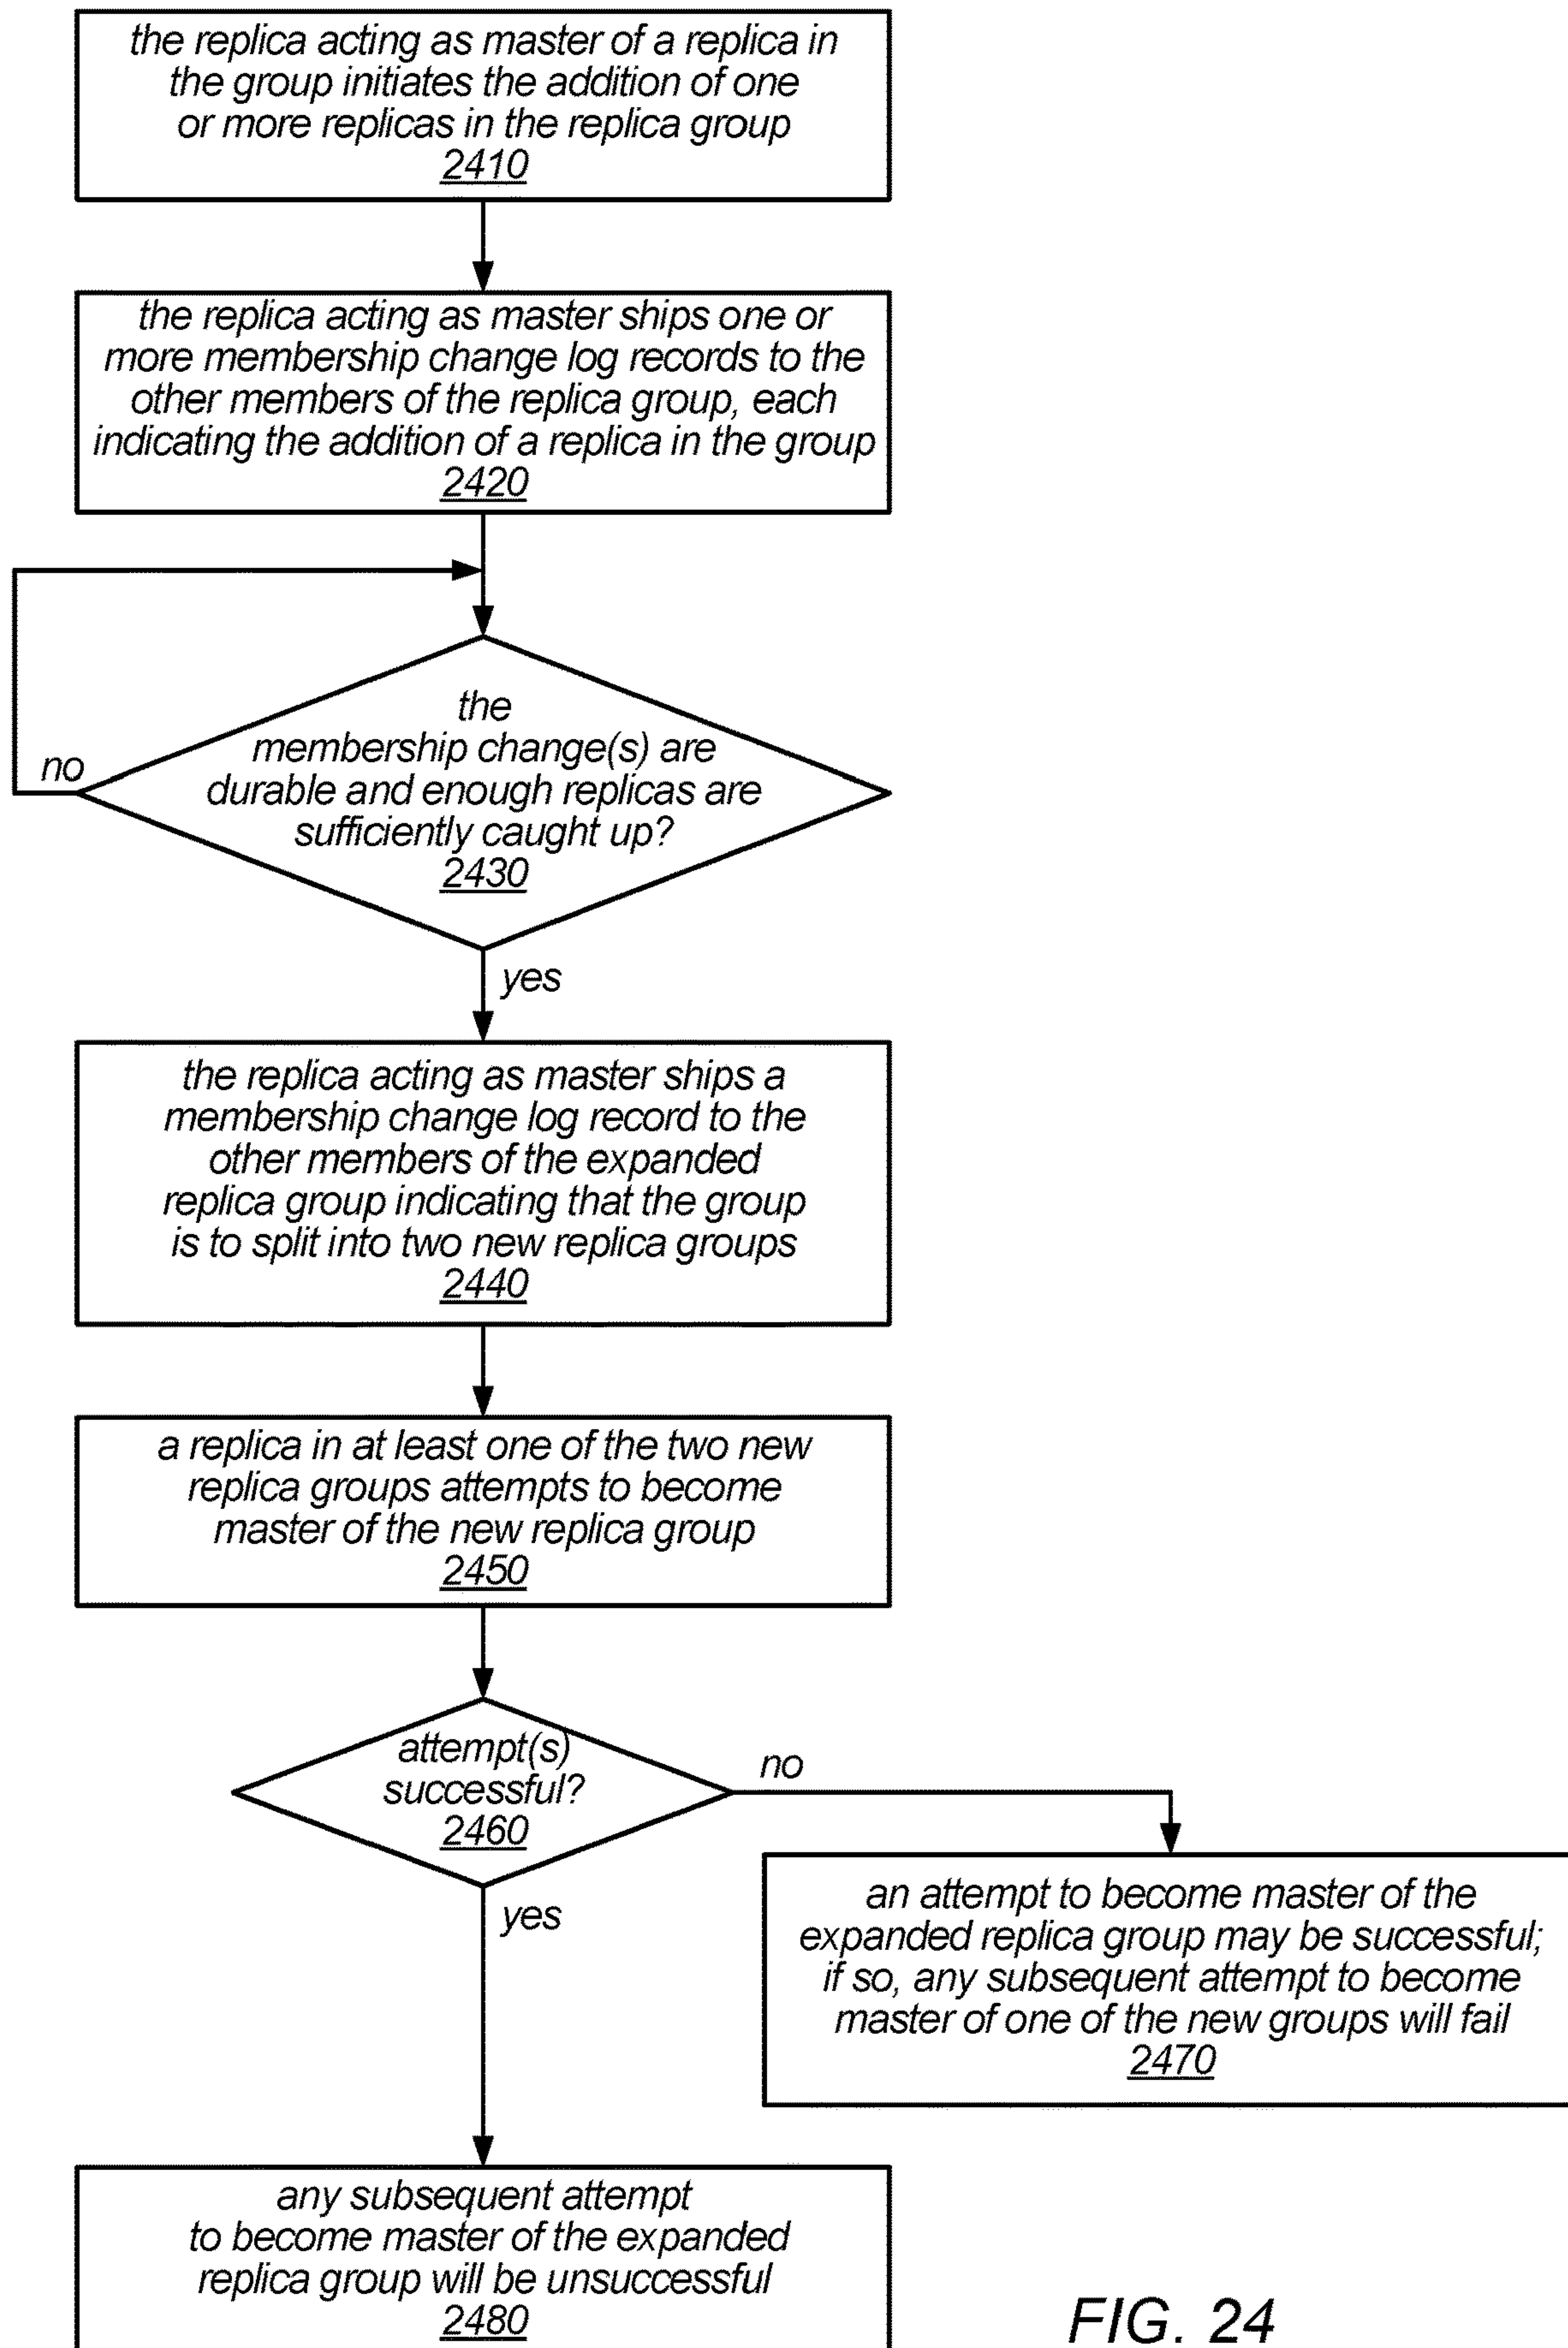 the replica acting as master of a replica in
the group initiates the addition of one
or more replicas in the replica group
2410
the replica acting as master ships one or
more membership change log records to the
other members of the replica group, each
indicating the addition of a replica in the group
2420
the
membership change(s) are
durable and enough replicas are
sufficiently caught up?
2430
no
yes
the replica acting as master ships a
membership change log record to the
other members of the expanded
replica group indicating that the group
is to split into two new replica groups
2440
a replica in at least one of the two new
replica groups attempts to become
master of the new replica group
2450
attempt(s)
successful?
2460
no
yes
an attempt to become master of the
expanded replica group may be successful;
if so, any subsequent attempt to become
master of one of the new groups will fail
2470
any subsequent attempt
to become master of the expanded
replica group will be unsuccessful
2480
FIG. 24